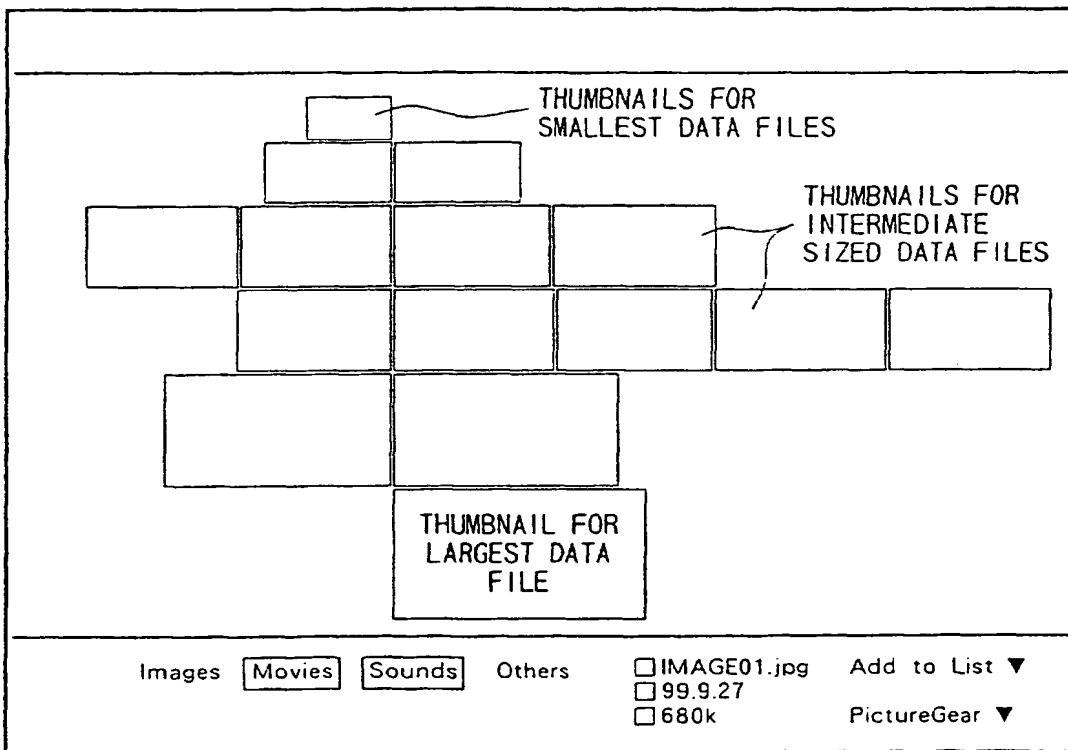 THUMBNAILS FOR
SMALLEST DATA FILES
THUMBNAILS FOR
INTERMEDIATE
SIZED DATA FILES
THUMBNAIL FOR
LARGEST DATA
FILE
Images Movies Sounds Others
IMAGE01.jpg Add to List ▼
99.9.27
680k PictureGear ▼